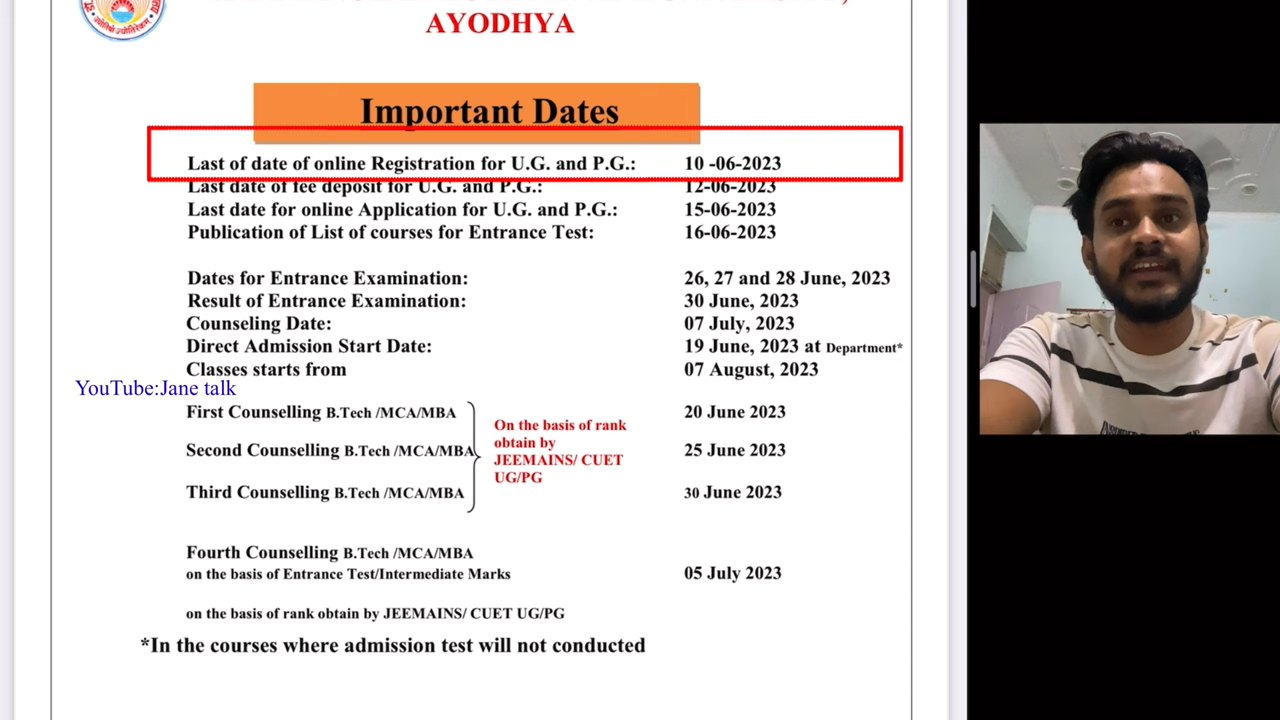 AYODHYA
Important Dates
Last of date of online Registration for U.G. and P.G.: 10 -06-2023
Last date of fee deposit for U.G. and P.G.: 12-06-2023
Last date for online Application for U.G. and P.G.: 15-06-2023
Publication of List of courses for Entrance Test: 16-06-2023
Dates for Entrance Examination: 26, 27 and 28 June, 2023
Result of Entrance Examination: 30 June, 2023
Counseling Date: 07 July, 2023
Direct Admission Start Date: 19 June, 2023 at Department*
Classes starts from 07 August, 2023
YouTube:Jane talk
First Counselling B.Tech /MCA/MBA 20 June 2023
Second Counselling B.Tech /MCA/MBA 25 June 2023
Third Counselling B.Tech /MCA/MBA 30 June 2023
On the basis of rank
obtain by
JEEMAINS/ CUET
UG/PG
Fourth Counselling B.Tech /MCA/MBA
on the basis of Entrance Test/Intermediate Marks 05 July 2023
on the basis of rank obtain by JEEMAINS/ CUET UG/PG
*In the courses where admission test will not conducted